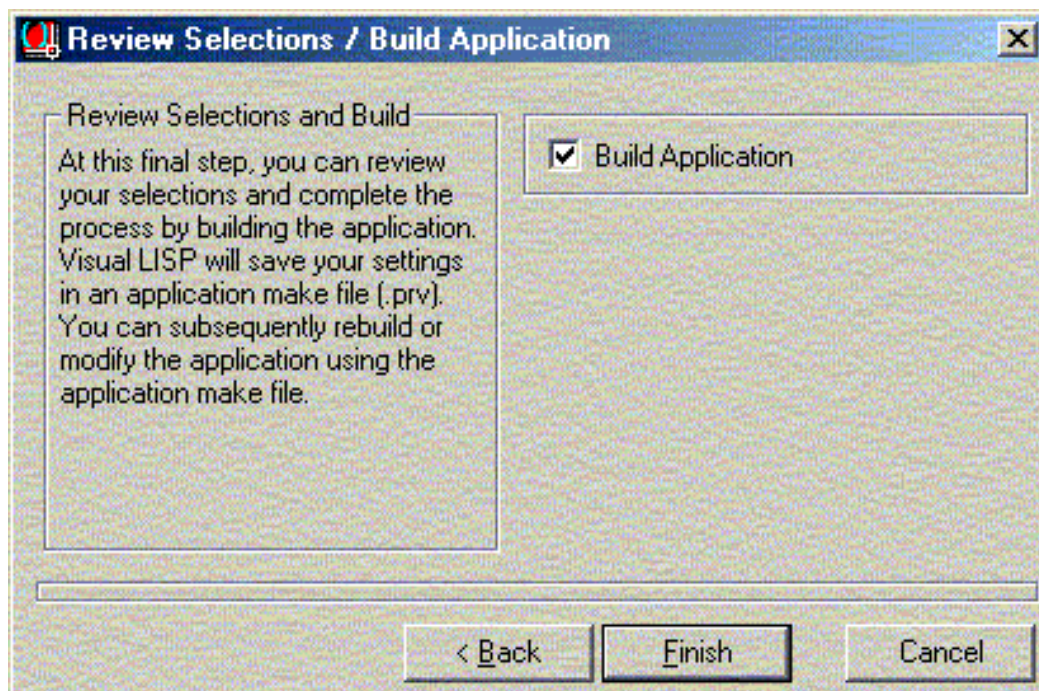 Review Selections / Build Application
Review Selections and Build
At this final step, you can review
your selections and complete the
process by building the application.
Visual LISP will save your settings
in an application make file (.prv).
You can subsequently rebuild or
modify the application using the
application make file.
Build Application
< Back
Finish
Cancel